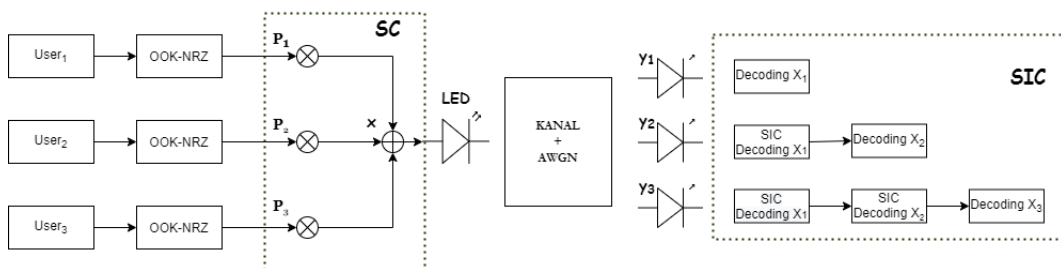 SC
User₁
OOK-NRZ
P₁
User₂
OOK-NRZ
P₂
x
User₃
OOK-NRZ
P₃
LED
KANAL
+
AWGN
y1
y2
y3
SIC
Decoding X₁
SIC
Decoding X₁
Decoding X₂
SIC
Decoding X₁
SIC
Decoding X₂
Decoding X₃